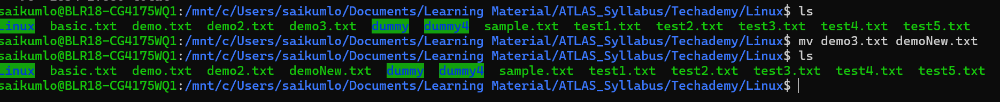 saikumlo@BLR18-CG4175WQ1:/mnt/c/Users/saikumlo/Documents/Learning Material/ATLAS_Syllabus/Techademy/Linux$ ls
Linux  basic.txt  demo.txt  demo2.txt  demo3.txt  dummy  dummy4  sample.txt  test1.txt  test2.txt  test3.txt  test4.txt  test5.txt
saikumlo@BLR18-CG4175WQ1:/mnt/c/Users/saikumlo/Documents/Learning Material/ATLAS_Syllabus/Techademy/Linux$ mv demo3.txt demoNew.txt
saikumlo@BLR18-CG4175WQ1:/mnt/c/Users/saikumlo/Documents/Learning Material/ATLAS_Syllabus/Techademy/Linux$ ls
Linux  basic.txt  demo.txt  demo2.txt  demoNew.txt  dummy  dummy4  sample.txt  test1.txt  test2.txt  test3.txt  test4.txt  test5.txt
saikumlo@BLR18-CG4175WQ1:/mnt/c/Users/saikumlo/Documents/Learning Material/ATLAS_Syllabus/Techademy/Linux$